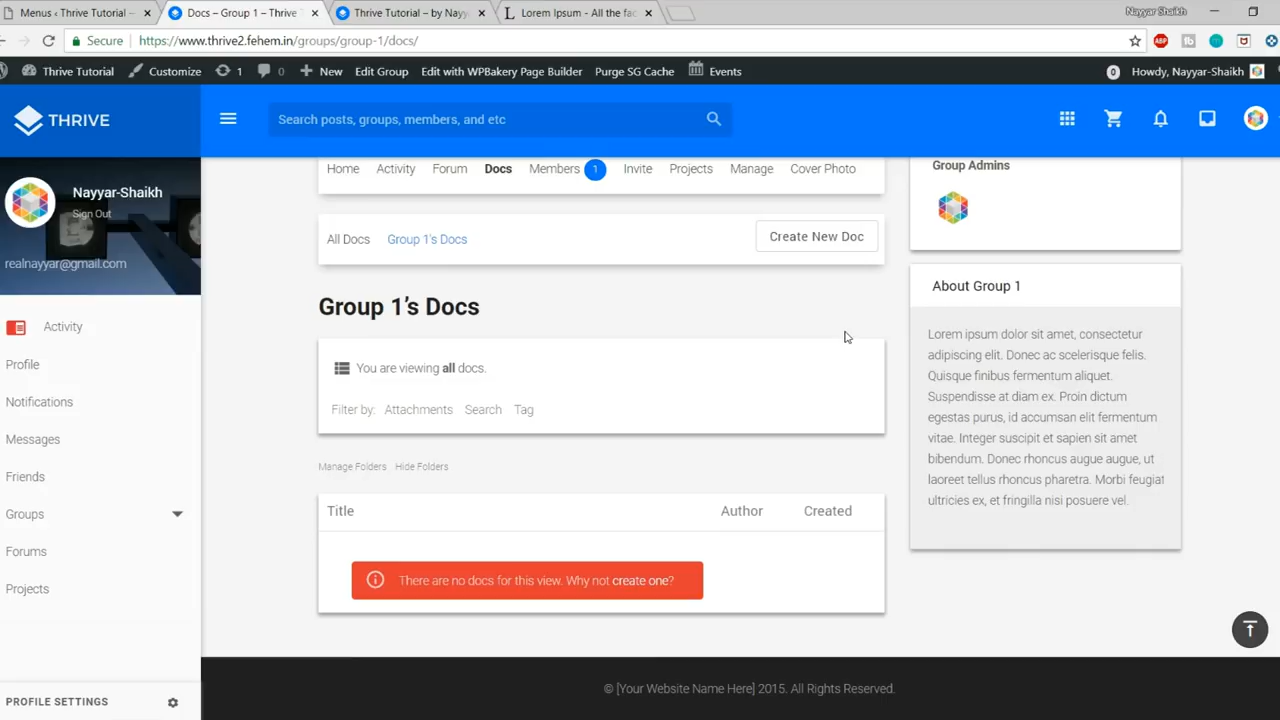 Menus ‹ Thrive Tutorial –
Docs – Group 1 – Thrive
Thrive Tutorial – by Nayy
Lorem Ipsum - All the fac
Nayyar Shaikh
Secure
https://www.thrive2.fehem.in/groups/group-1/docs/
ABP
Thrive Tutorial
Customize
1
0
New
Edit Group
Edit with WPBakery Page Builder
Purge SG Cache
Events
0
Howdy, Nayyar-Shaikh
THRIVE
Search posts, groups, members, and etc
Nayyar-Shaikh
Sign Out
realnayyar@gmail.com
Activity
Profile
Notifications
Messages
Friends
Groups
Forums
Projects
PROFILE SETTINGS
Home
Activity
Forum
Docs
Members 1
Invite
Projects
Manage
Cover Photo
All Docs
Group 1's Docs
Create New Doc
Group 1’s Docs
You are viewing all docs.
Filter by: Attachments Search Tag
Manage Folders Hide Folders
Title
Author
Created
There are no docs for this view. Why not create one?
Group Admins
About Group 1
Lorem ipsum dolor sit amet, consectetur
adipiscing elit. Donec ac scelerisque felis.
Quisque finibus fermentum aliquet.
Suspendisse at diam ex. Proin dictum
egestas purus, id accumsan elit fermentum
vitae. Integer suscipit et sapien sit amet
bibendum. Donec rhoncus augue augue, ut
laoreet tellus rhoncus pharetra. Morbi feugiat
ultricies ex, et fringilla nisi posuere vel.
© [Your Website Name Here] 2015. All Rights Reserved.